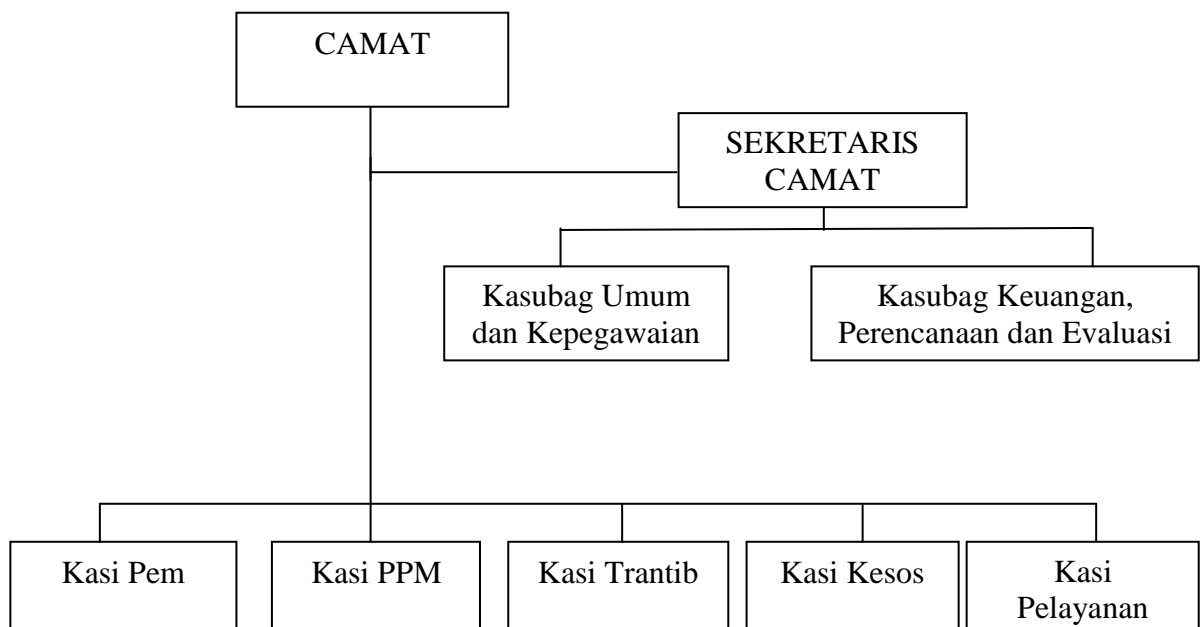 CAMAT
SEKRETARIS
CAMAT
Kasubag Umum
dan Kepegawaian
Kasubag Keuangan,
Perencanaan dan Evaluasi
Kasi Pem
Kasi PPM
Kasi Trantib
Kasi Kesos
Kasi
Pelayanan